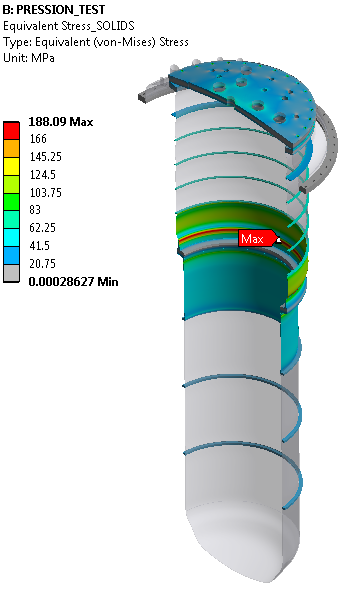 B: PRESSION_TEST
Equivalent Stress_SOLIDS
Type: Equivalent (von-Mises) Stress
Unit: MPa
188.09 Max
166
145.25
124.5
103.75
83
62.25
41.5
20.75
0.00028627 Min
Max